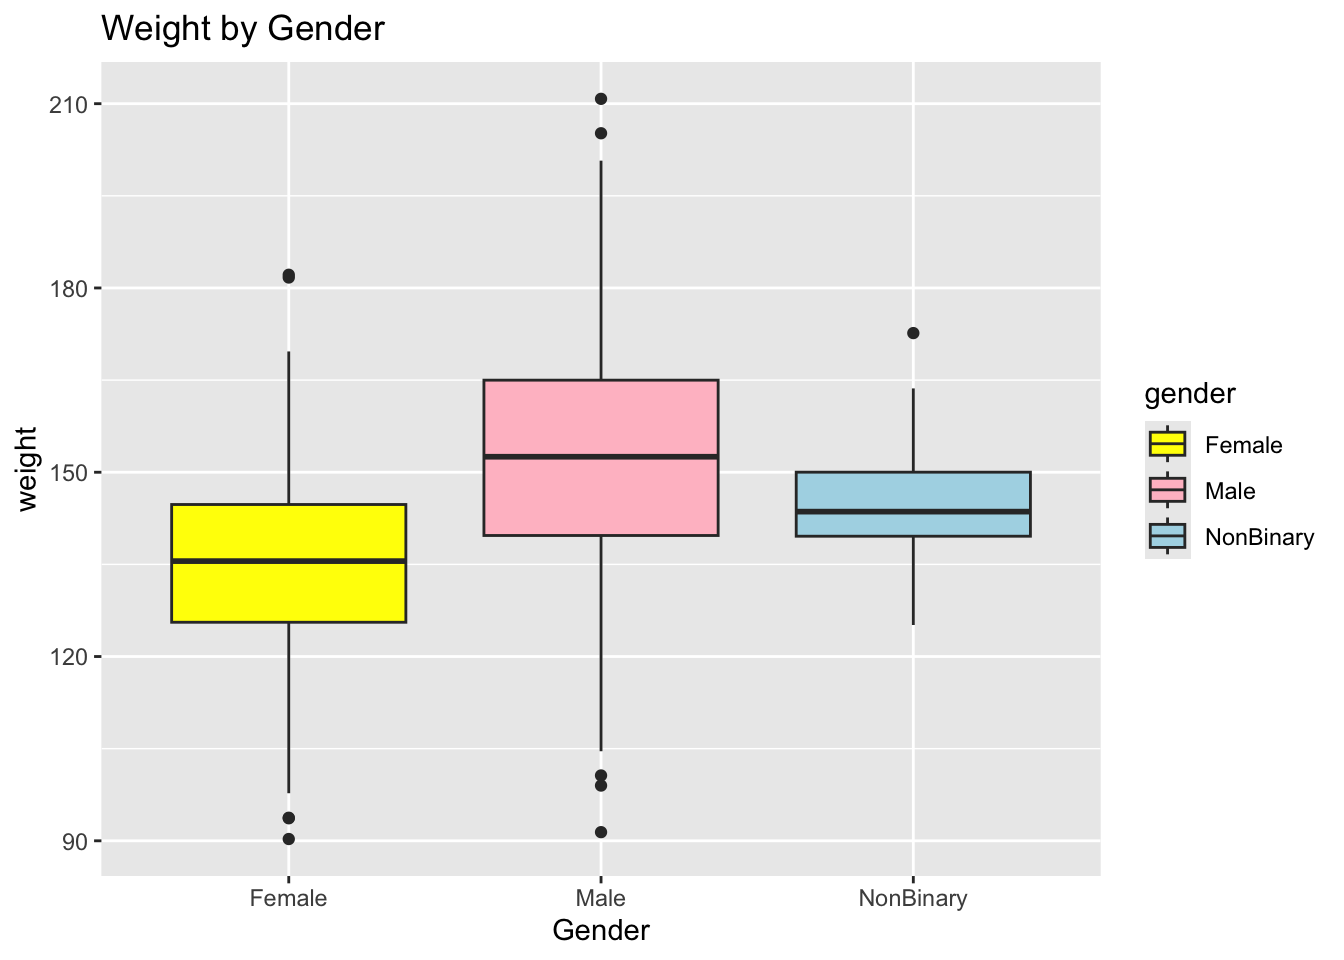 Weight by Gender
210
180
150
120
90
weight
Female
Male
NonBinary
Gender
gender
Female
Male
NonBinary